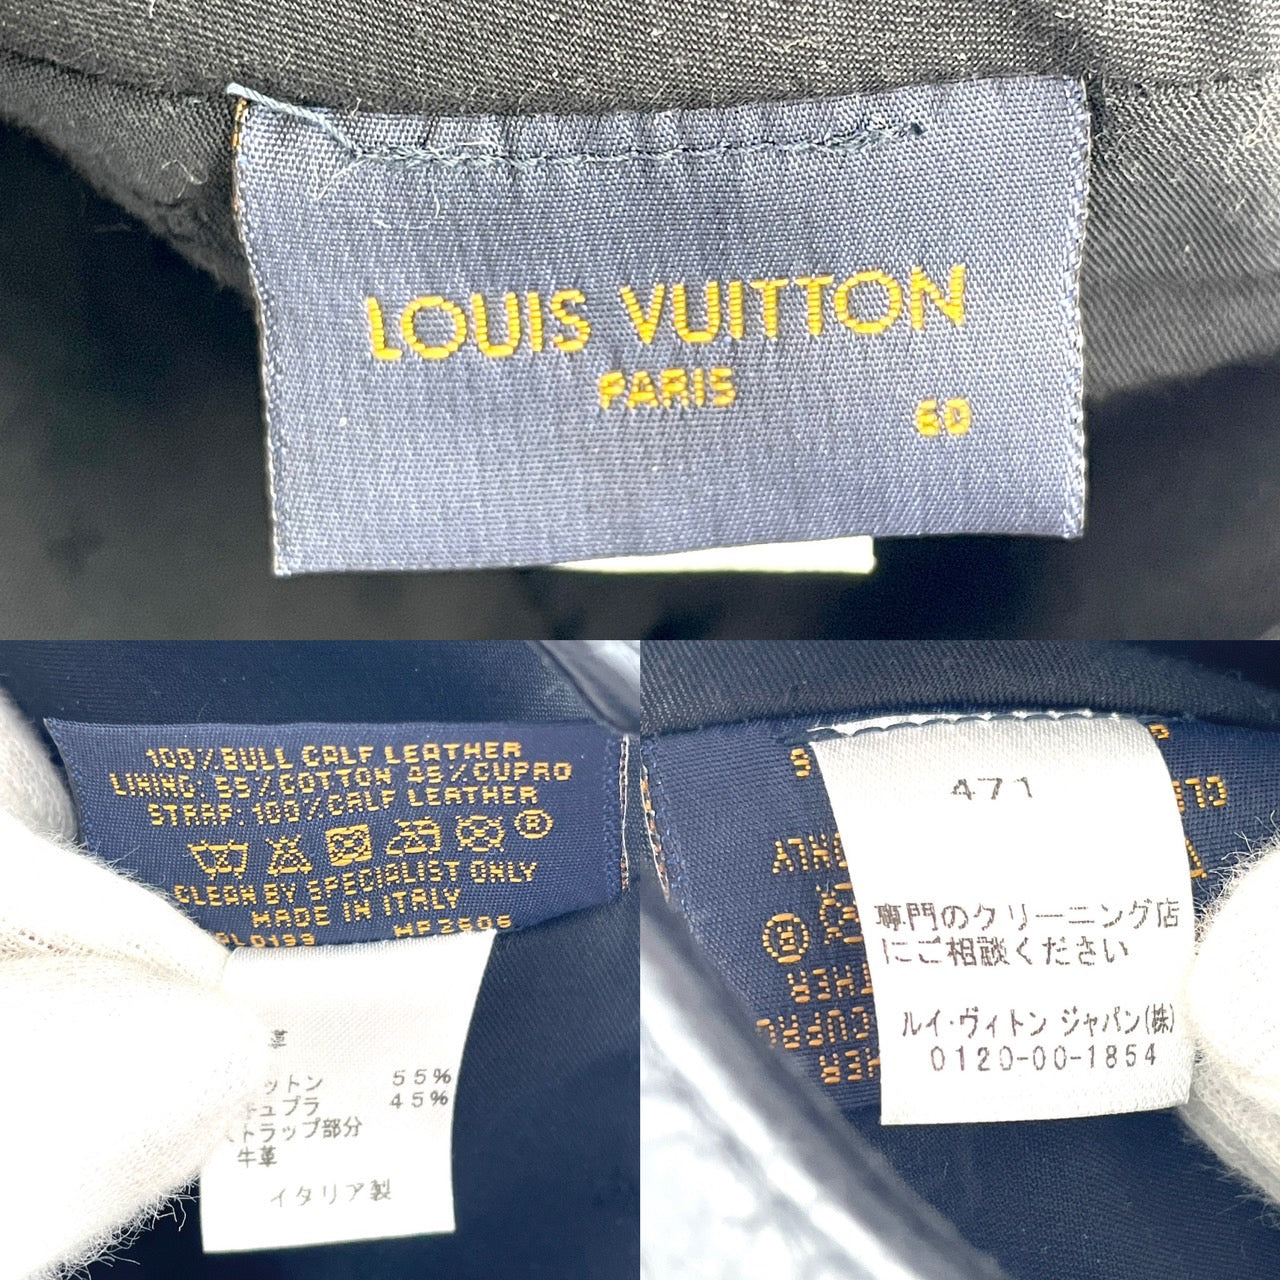 LOUIS VUITTON
PARIS
60
100% BULL CALF LEATHER
LINING: 55% COTTON 45% CUPRO
STRAP: 100% CALF LEATHER
CLEAN BY SPECIALIST ONLY
MADE IN ITALY
革
ットン 55%
キュプラ 45%
トラップ部分
牛革
イタリア製
471
専門のクリーニング店
にご相談ください
ルイ・ヴィトン ジャパン(株)
0120-00-1854